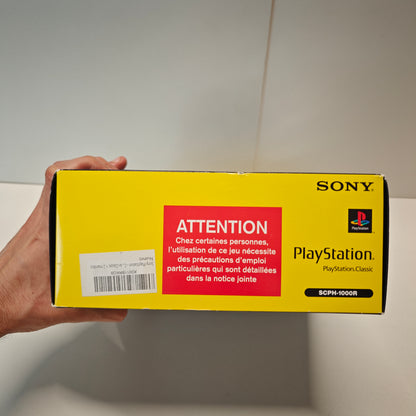 SONY
PlayStation
ATTENTION
Chez certaines personnes,
l'utilisation de ce jeu nécessite
des précautions d'emploi
particulières qui sont détaillées
dans la notice jointe
PlayStation.
PlayStation.Classic
SCPH-1000R